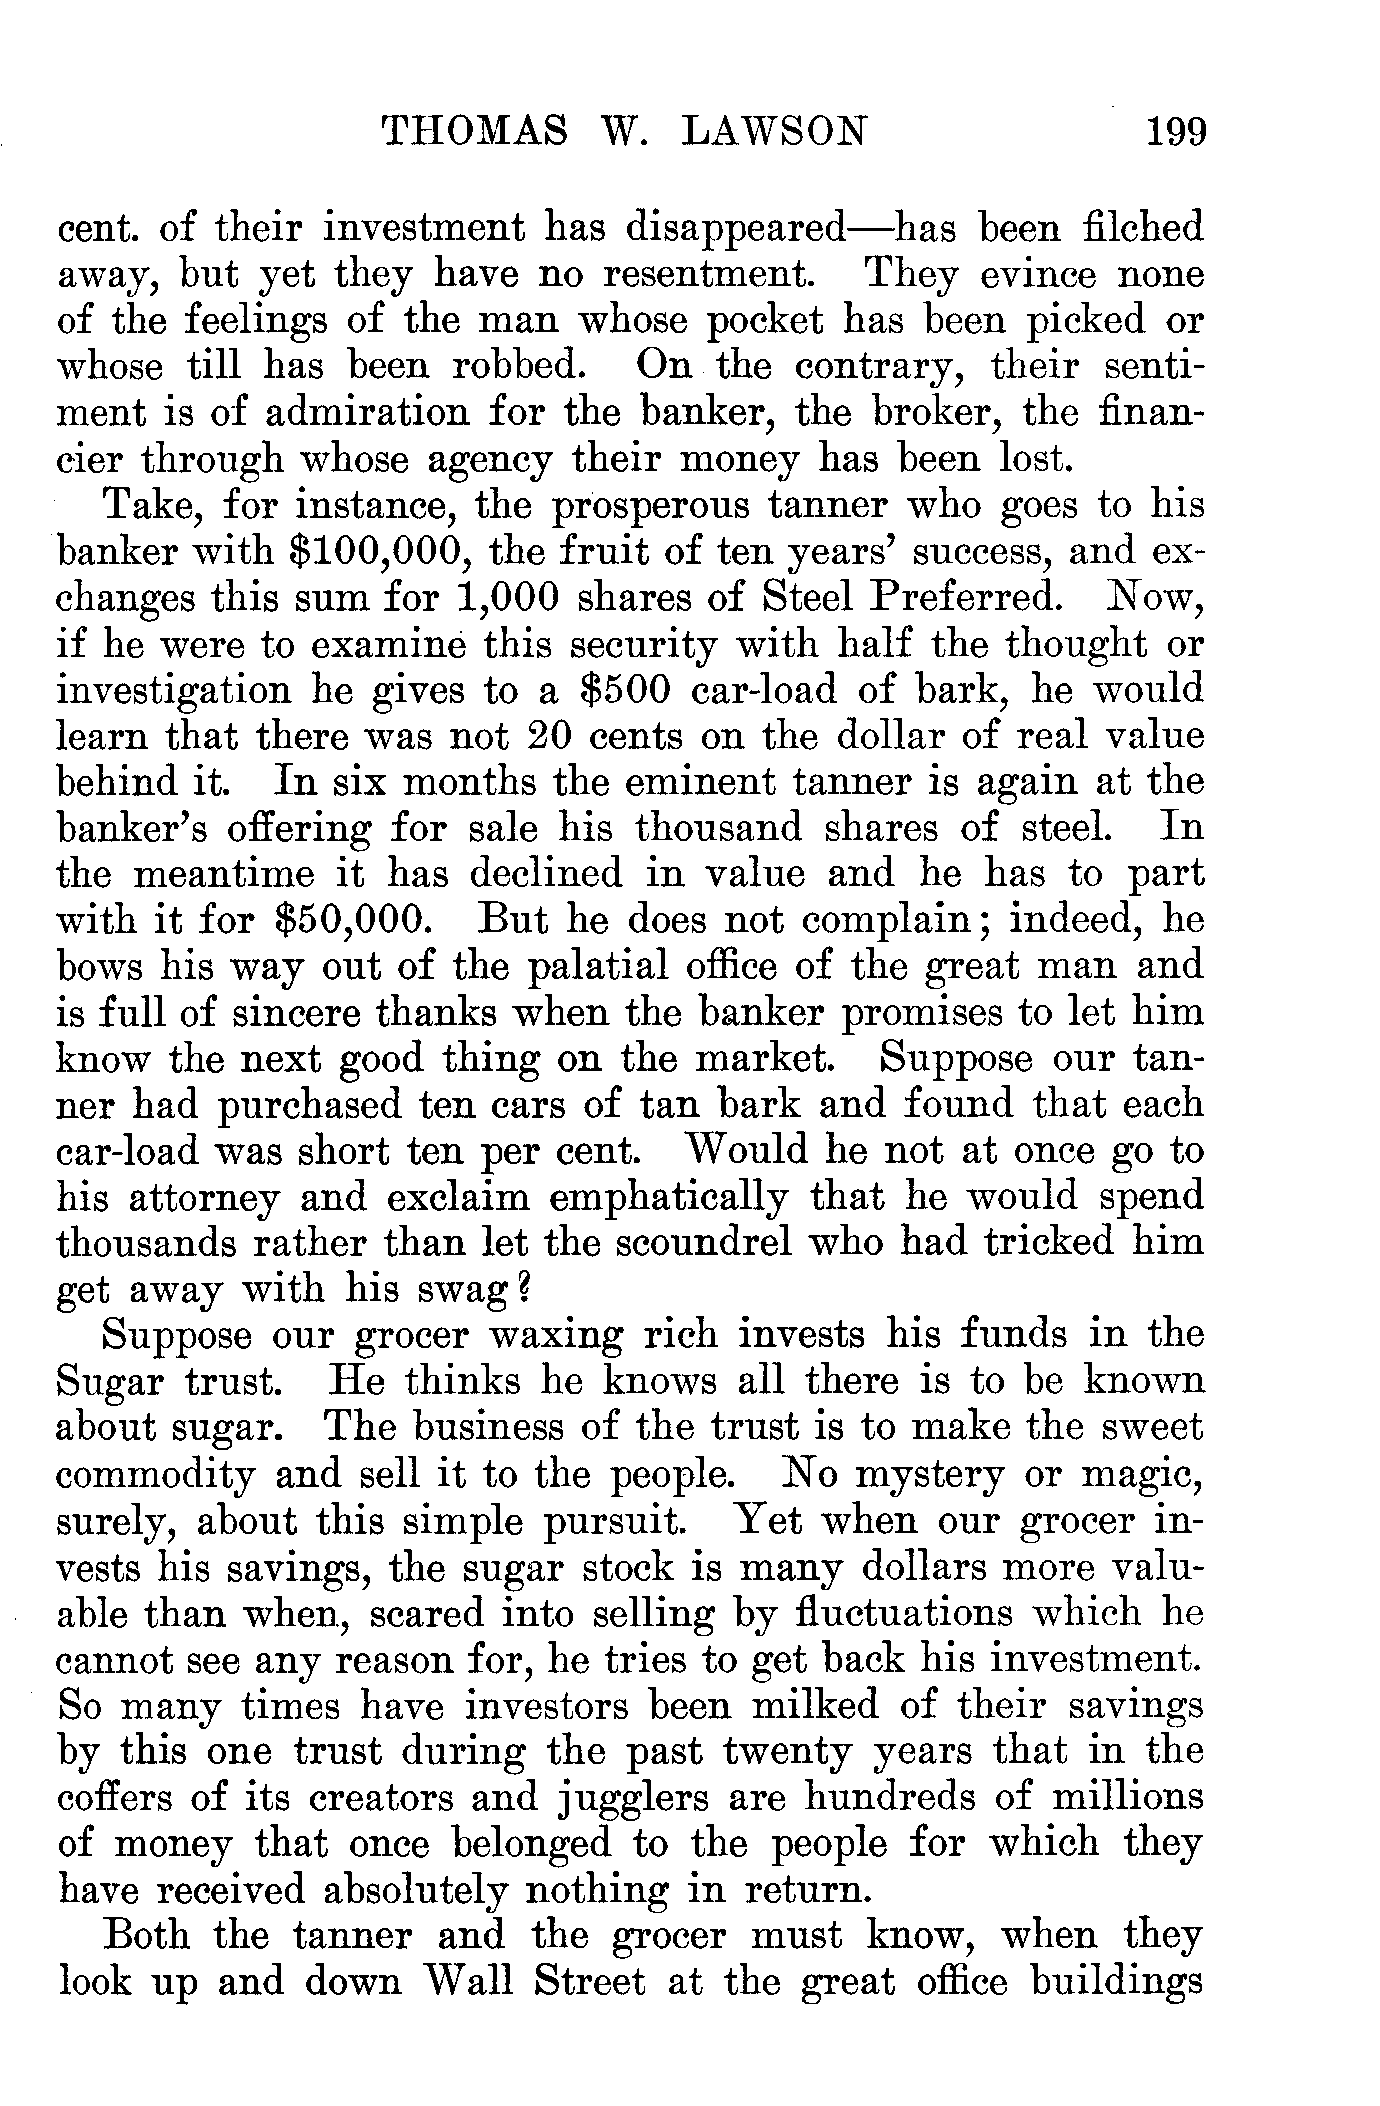 THOMAS W. LAWSON 199
cent. of their investment has disappeared—has been filched
away, but yet they have no resentment. They evince none
of the feelings of the man whose pocket has been picked or
whose till has been robbed. On the contrary, their senti-
ment is of admiration for the banker, the broker, the finan-
cier through whose agency their money has been lost.
Take, for instance, the prosperous tanner who goes to his
banker with $100,000, the fruit of ten years' success, and ex-
changes this sum for 1,000 shares of Steel Preferred. Now,
if he were to examine this security with half the thought or
investigation he gives to a $500 car-load of bark, he would
learn that there was not 20 cents on the dollar of real value
behind it. In six months the eminent tanner is again at the
banker's offering for sale his thousand shares of steel. In
the meantime it has declined in value and he has to part
with it for $50,000. But he does not complain; indeed, he
bows his way out of the palatial office of the great man and
is full of sincere thanks when the banker promises to let him
know the next good thing on the market. Suppose our tan-
ner had purchased ten cars of tan bark and found that each
car-load was short ten per cent. Would he not at once go to
his attorney and exclaim emphatically that he would spend
thousands rather than let the scoundrel who had tricked him
get away with his swag?
Suppose our grocer waxing rich invests his funds in the
Sugar trust. He thinks he knows all there is to be known
about sugar. The business of the trust is to make the sweet
commodity and sell it to the people. No mystery or magic,
surely, about this simple pursuit. Yet when our grocer in-
vests his savings, the sugar stock is many dollars more valu-
able than when, scared into selling by fluctuations which he
cannot see any reason for, he tries to get back his investment.
So many times have investors been milked of their savings
by this one trust during the past twenty years that in the
coffers of its creators and jugglers are hundreds of millions
of money that once belonged to the people for which they
have received absolutely nothing in return.
Both the tanner and the grocer must know, when they
look up and down Wall Street at the great office buildings